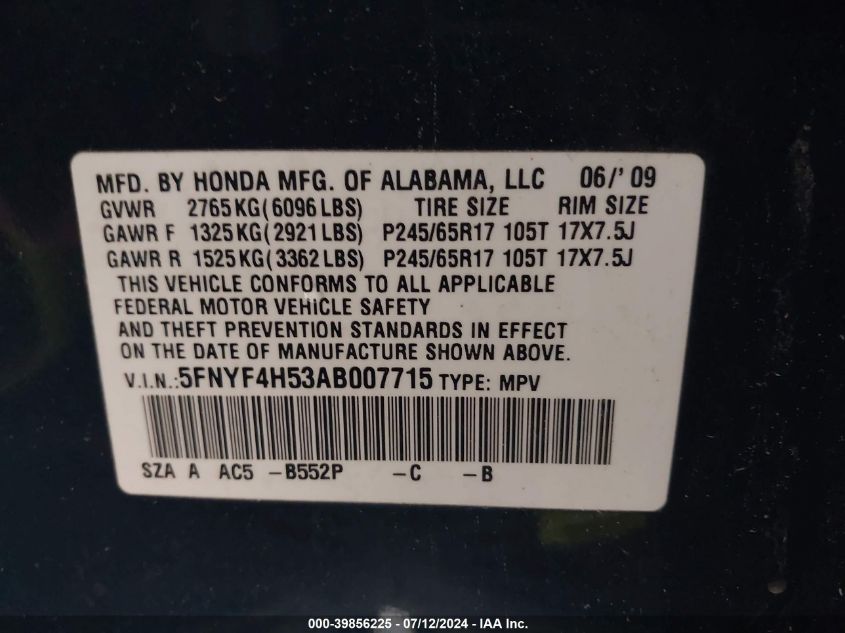 MFD. BY HONDA MFG. OF ALABAMA, LLC 06/'09
GVWR 2765KG(6096LBS) TIRE SIZE RIM SIZE
GAWR F 1325KG(2921LBS) P245/65R17 105T 17X7.5J
GAWR R 1525KG(3362LBS) P245/65R17 105T 17X7.5J
THIS VEHICLE CONFORMS TO ALL APPLICABLE
FEDERAL MOTOR VEHICLE SAFETY
AND THEFT PREVENTION STANDARDS IN EFFECT
ON THE DATE OF MANUFACTURE SHOWN ABOVE.
V.I.N.:5FNYF4H53AB007715 TYPE: MPV
SZA A AC5 -B552P -C -B
000-39856225 - 07/12/2024 - IAA Inc.